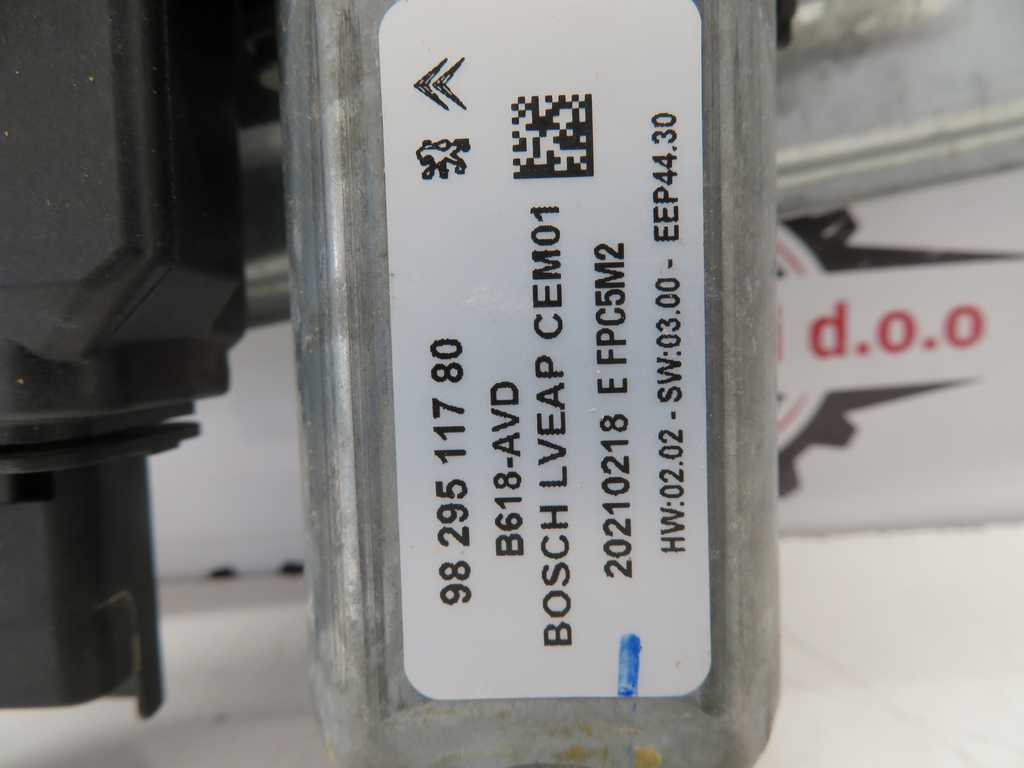 98 295 117 80
B618-AVD
BOSCH LVEAP CEM01
20210218 E FPC5M2
HW:02.02 - SW:03.00 - EEP44.30
d.o.o